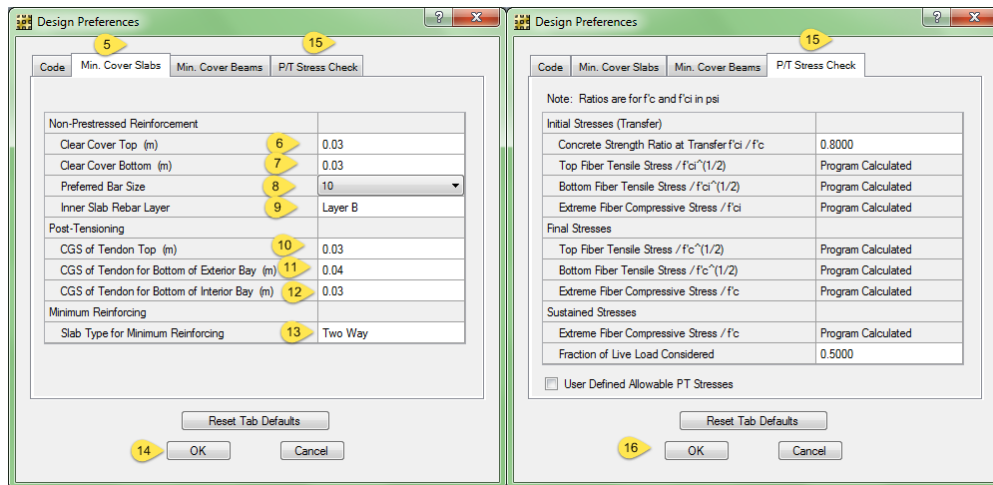 Design Preferences
5
15
Code Min. Cover Slabs Min. Cover Beams P/T Stress Check
Non-Prestressed Reinforcement
Clear Cover Top (m) 6 0.03
Clear Cover Bottom (m) 7 0.03
Preferred Bar Size 8 10
Inner Slab Rebar Layer 9 Layer B
Post-Tensioning
CGS of Tendon Top (m) 10 0.03
CGS of Tendon for Bottom of Exterior Bay (m) 11 0.04
CGS of Tendon for Bottom of Interior Bay (m) 12 0.03
Minimum Reinforcing
Slab Type for Minimum Reinforcing 13 Two Way
Reset Tab Defaults
14 OK Cancel
Design Preferences
15
Code Min. Cover Slabs Min. Cover Beams P/T Stress Check
Note: Ratios are for f'c and f'ci in psi
Initial Stresses (Transfer)
Concrete Strength Ratio at Transfer f'ci / f'c 0.8000
Top Fiber Tensile Stress / f'ci^(1/2) Program Calculated
Bottom Fiber Tensile Stress / f'ci^(1/2) Program Calculated
Extreme Fiber Compressive Stress / f'ci Program Calculated
Final Stresses
Top Fiber Tensile Stress / f'c^(1/2) Program Calculated
Bottom Fiber Tensile Stress / f'c^(1/2) Program Calculated
Extreme Fiber Compressive Stress / f'c Program Calculated
Sustained Stresses
Extreme Fiber Compressive Stress / f'c Program Calculated
Fraction of Live Load Considered 0.5000
User Defined Allowable PT Stresses
Reset Tab Defaults
16 OK Cancel